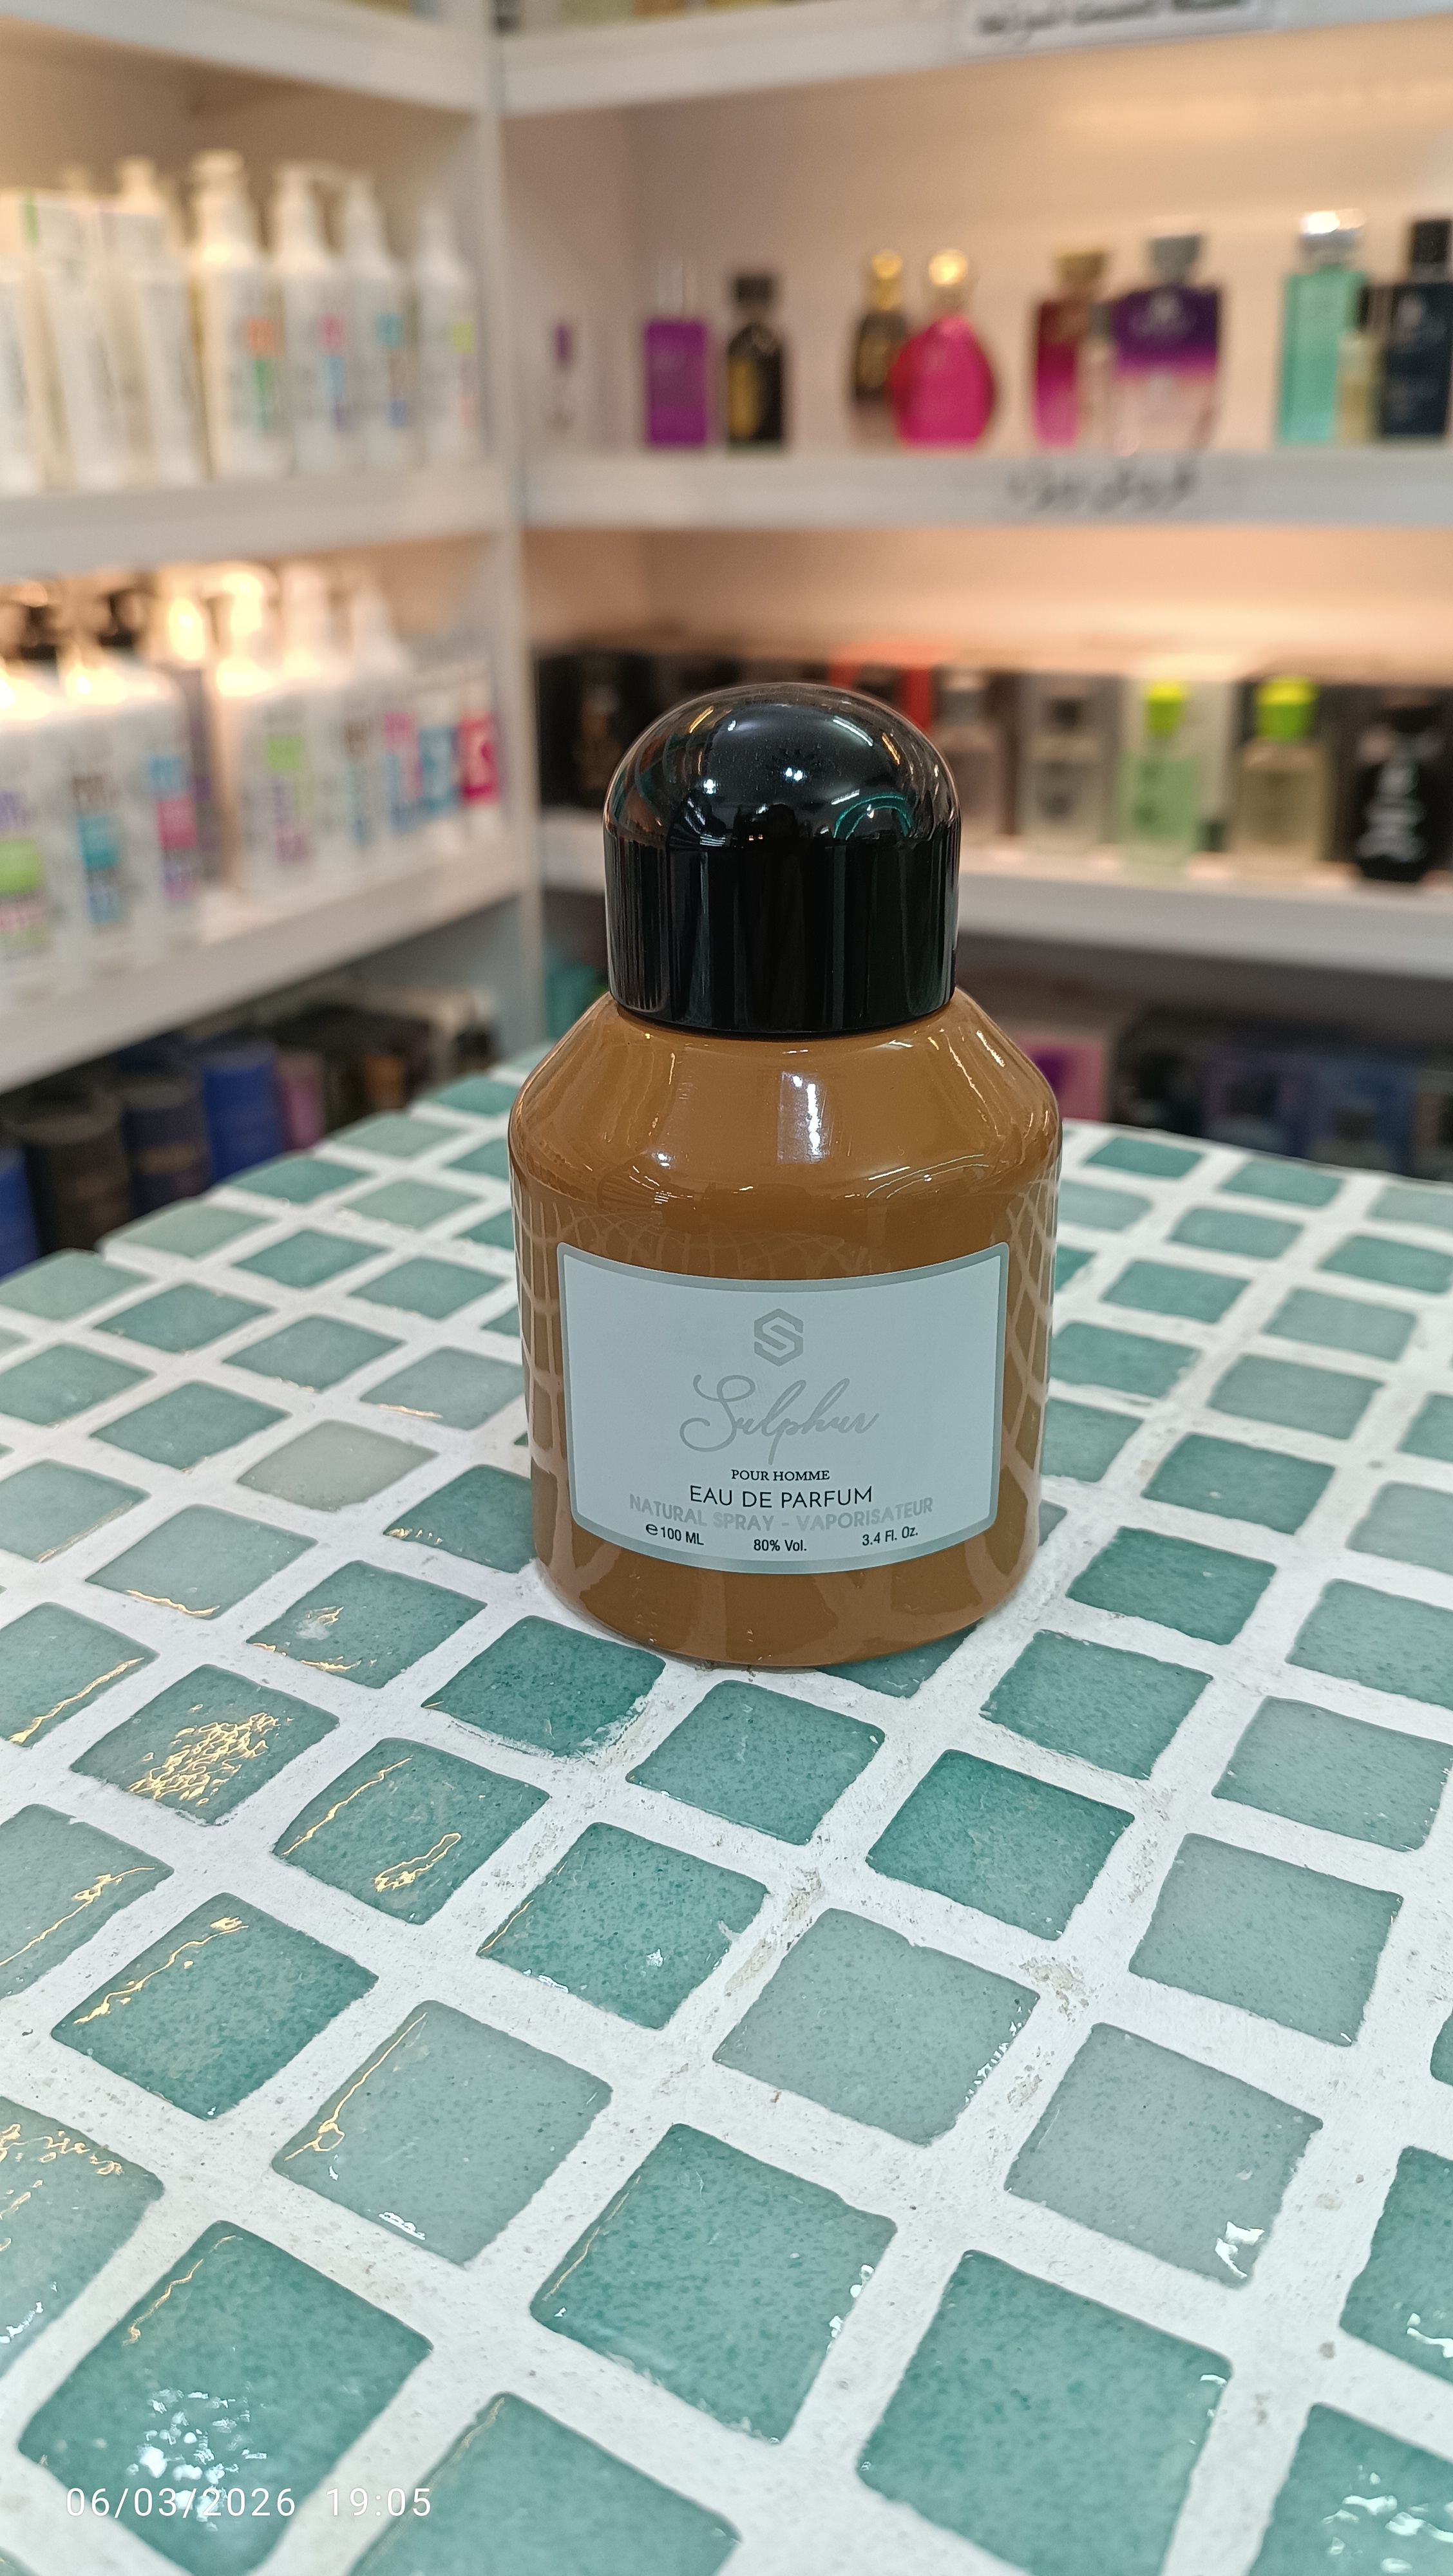 Sulphur
POUR HOMME
EAU DE PARFUM
NATURAL SPRAY - VAPORISATEUR
e 100 ML 80% Vol. 3.4 Fl. Oz.
06/03/2026 19:05